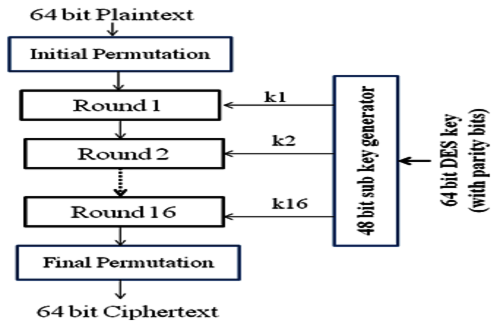 64 bit Plaintext
Initial Permutation
Round 1
k1
Round 2
k2
Round 16
k16
Final Permutation
64 bit Ciphertext
48 bit sub key generator
64 bit DES key
(with parity bits)